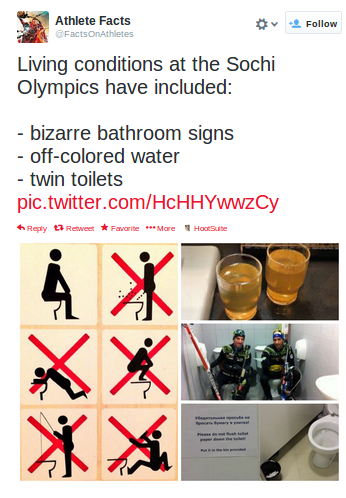 Athlete Facts
@FactsOnAthletes
Follow
Living conditions at the Sochi
Olympics have included:
- bizarre bathroom signs
- off-colored water
- twin toilets
pic.twitter.com/HcHHYwwzCy
Reply Retweet Favorite More HootSuite
Убедительная просьба не
бросать бумагу в унитаз!
Please do not flush toilet
paper down the toilet!
Put it in the bin provided